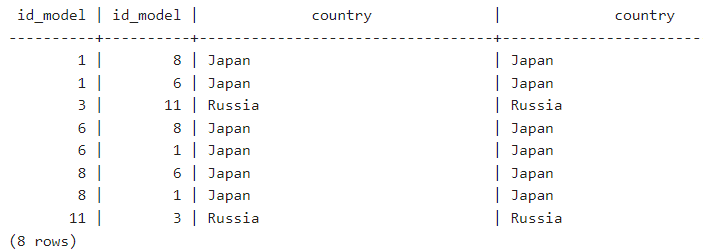 id_model | id_model |             country             |             country
----------+----------+---------------------------------+----------------------
        1 |        8 | Japan                           | Japan
        1 |        6 | Japan                           | Japan
        3 |       11 | Russia                          | Russia
        6 |        8 | Japan                           | Japan
        6 |        1 | Japan                           | Japan
        8 |        6 | Japan                           | Japan
        8 |        1 | Japan                           | Japan
       11 |        3 | Russia                          | Russia
(8 rows)